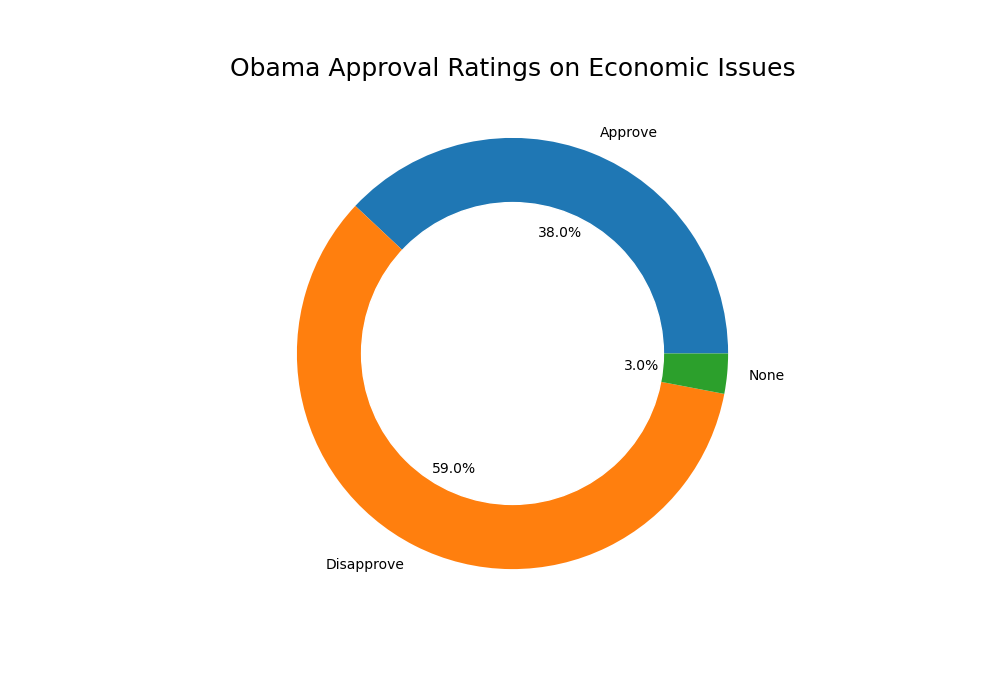 Obama Approval Ratings on Economic Issues
Approve
38.0%
3.0%
None
59.0%
Disapprove